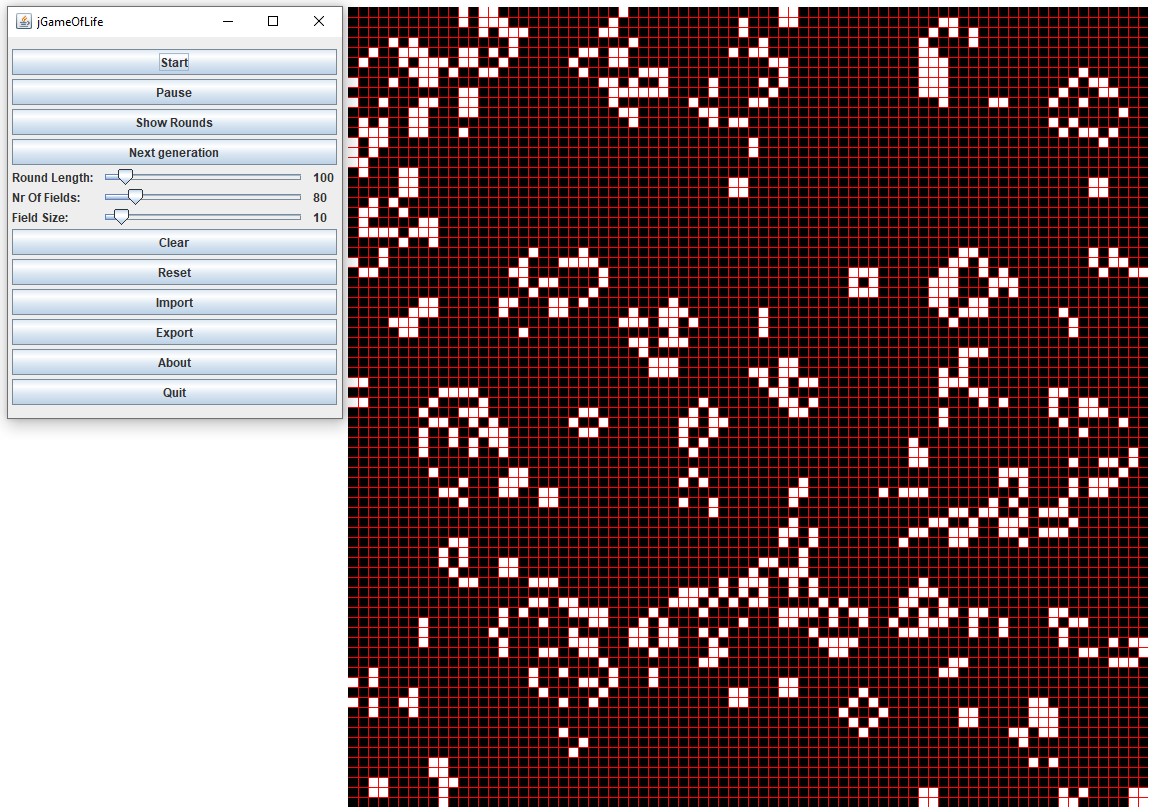 jGameOfLife
Start
Pause
Show Rounds
Next generation
Round Length: 100
Nr Of Fields: 80
Field Size: 10
Clear
Reset
Import
Export
About
Quit